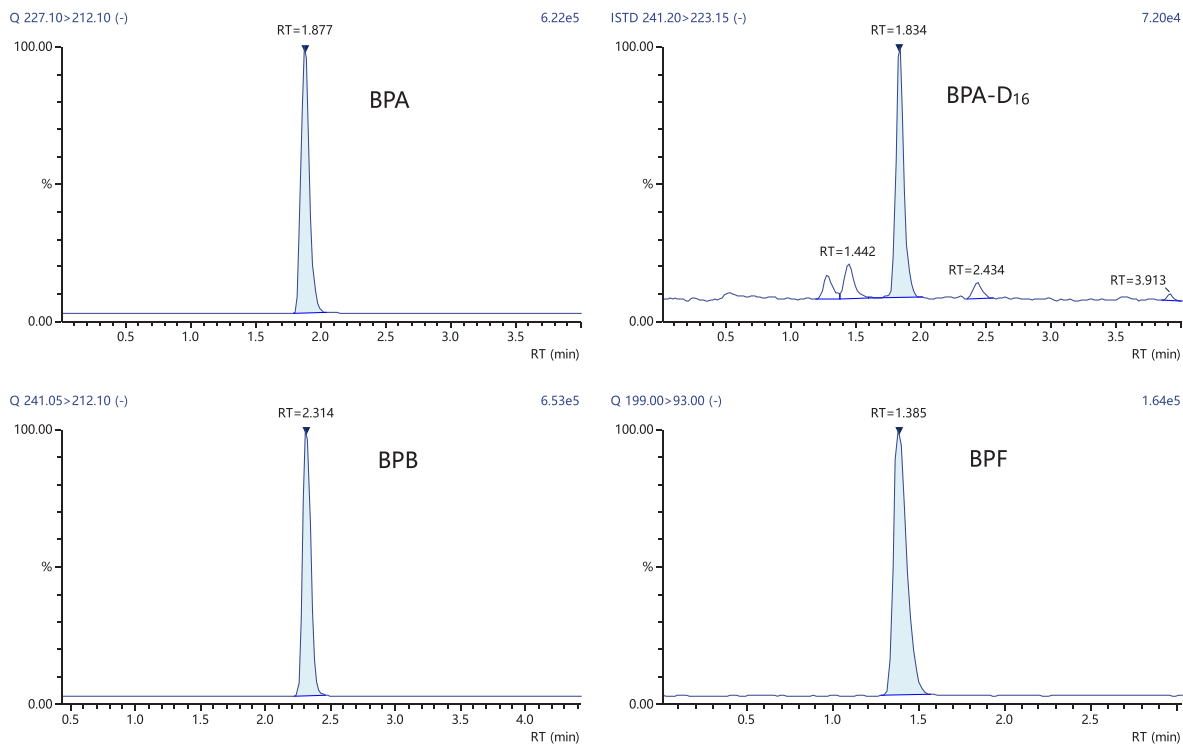 Q 227.10>212.10 (-) 6.22e5
RT=1.877
100.00
BPA
%
0.00
0.5 1.0 1.5 2.0 2.5 3.0 3.5
RT (min)
ISTD 241.20>223.15 (-) 7.20e4
RT=1.834
100.00
BPA-D₁₆
%
RT=1.442
RT=2.434
RT=3.913
0.00
0.5 1.0 1.5 2.0 2.5 3.0 3.5
RT (min)
Q 241.05>212.10 (-) 6.53e5
RT=2.314
100.00
BPB
%
0.00
0.5 1.0 1.5 2.0 2.5 3.0 3.5 4.0
RT (min)
Q 199.00>93.00 (-) 1.64e5
RT=1.385
100.00
BPF
%
0.00
0.5 1.0 1.5 2.0 2.5
RT (min)